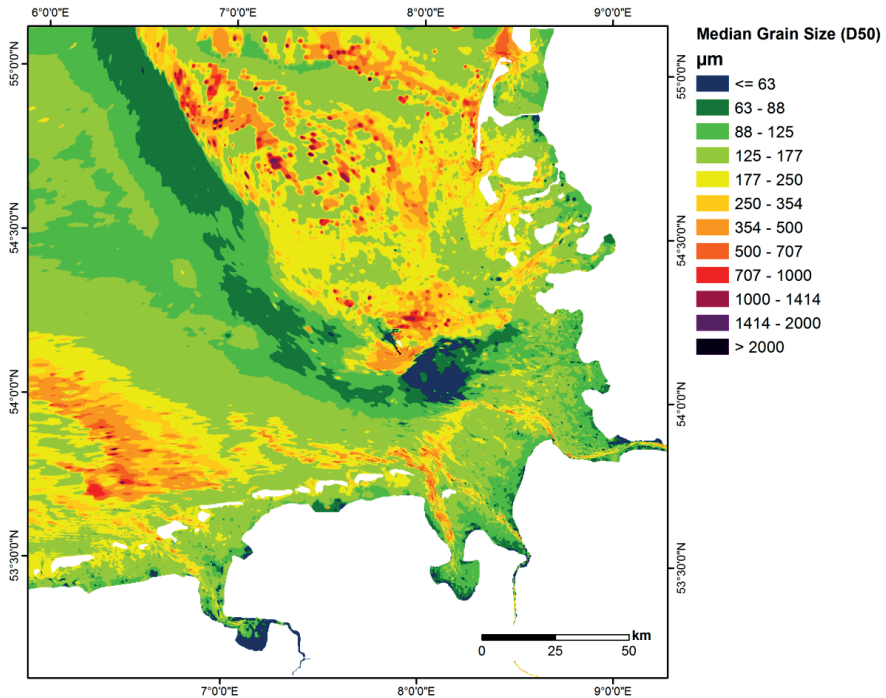 6°0'0"E 7°0'0"E 8°0'0"E 9°0'0"E
Median Grain Size (D50)
µm
<= 63
63 - 88
88 - 125
125 - 177
177 - 250
250 - 354
354 - 500
500 - 707
707 - 1000
1000 - 1414
1414 - 2000
> 2000
55°0'0"N 55°0'0"N
54°30'0"N 54°30'0"N
54°0'0"N 54°0'0"N
53°30'0"N 53°30'0"N
km
0 25 50
7°0'0"E 8°0'0"E 9°0'0"E